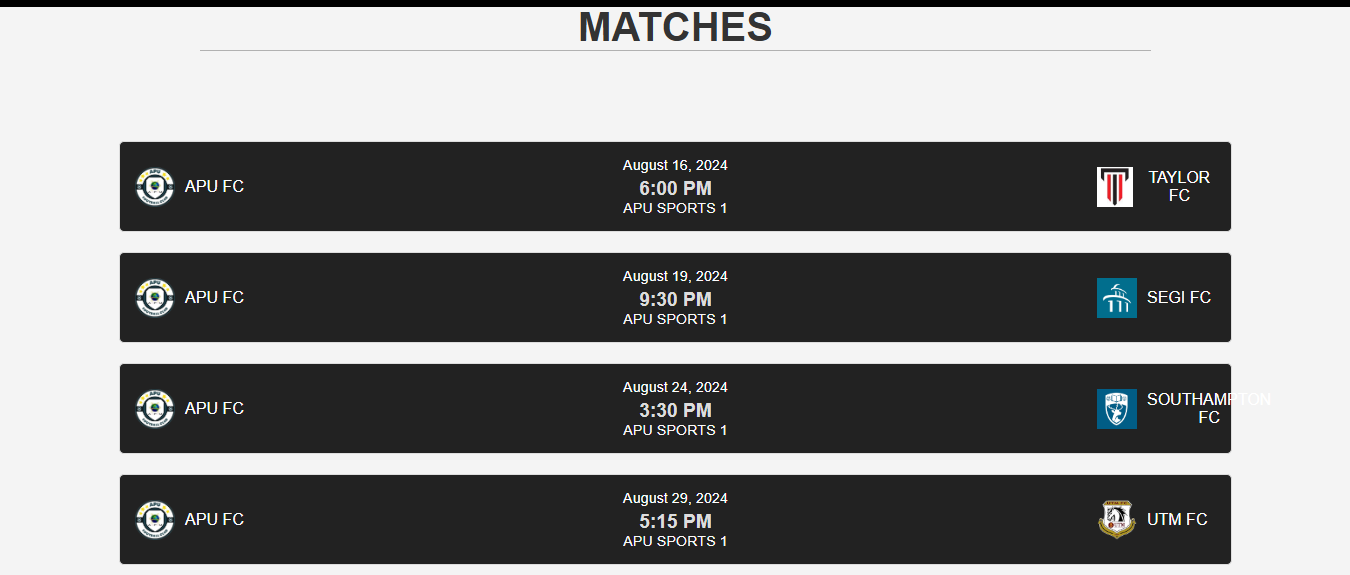 MATCHES
August 16, 2024
APU FC
6:00 PM
TAYLOR
FC
APU SPORTS 1
August 19, 2024
APU FC
9:30 PM
SEGI FC
APU SPORTS 1
August 24, 2024
APU FC
3:30 PM
SOUTHAMPTON
FC
APU SPORTS 1
August 29, 2024
APU FC
5:15 PM
UTM FC
APU SPORTS 1